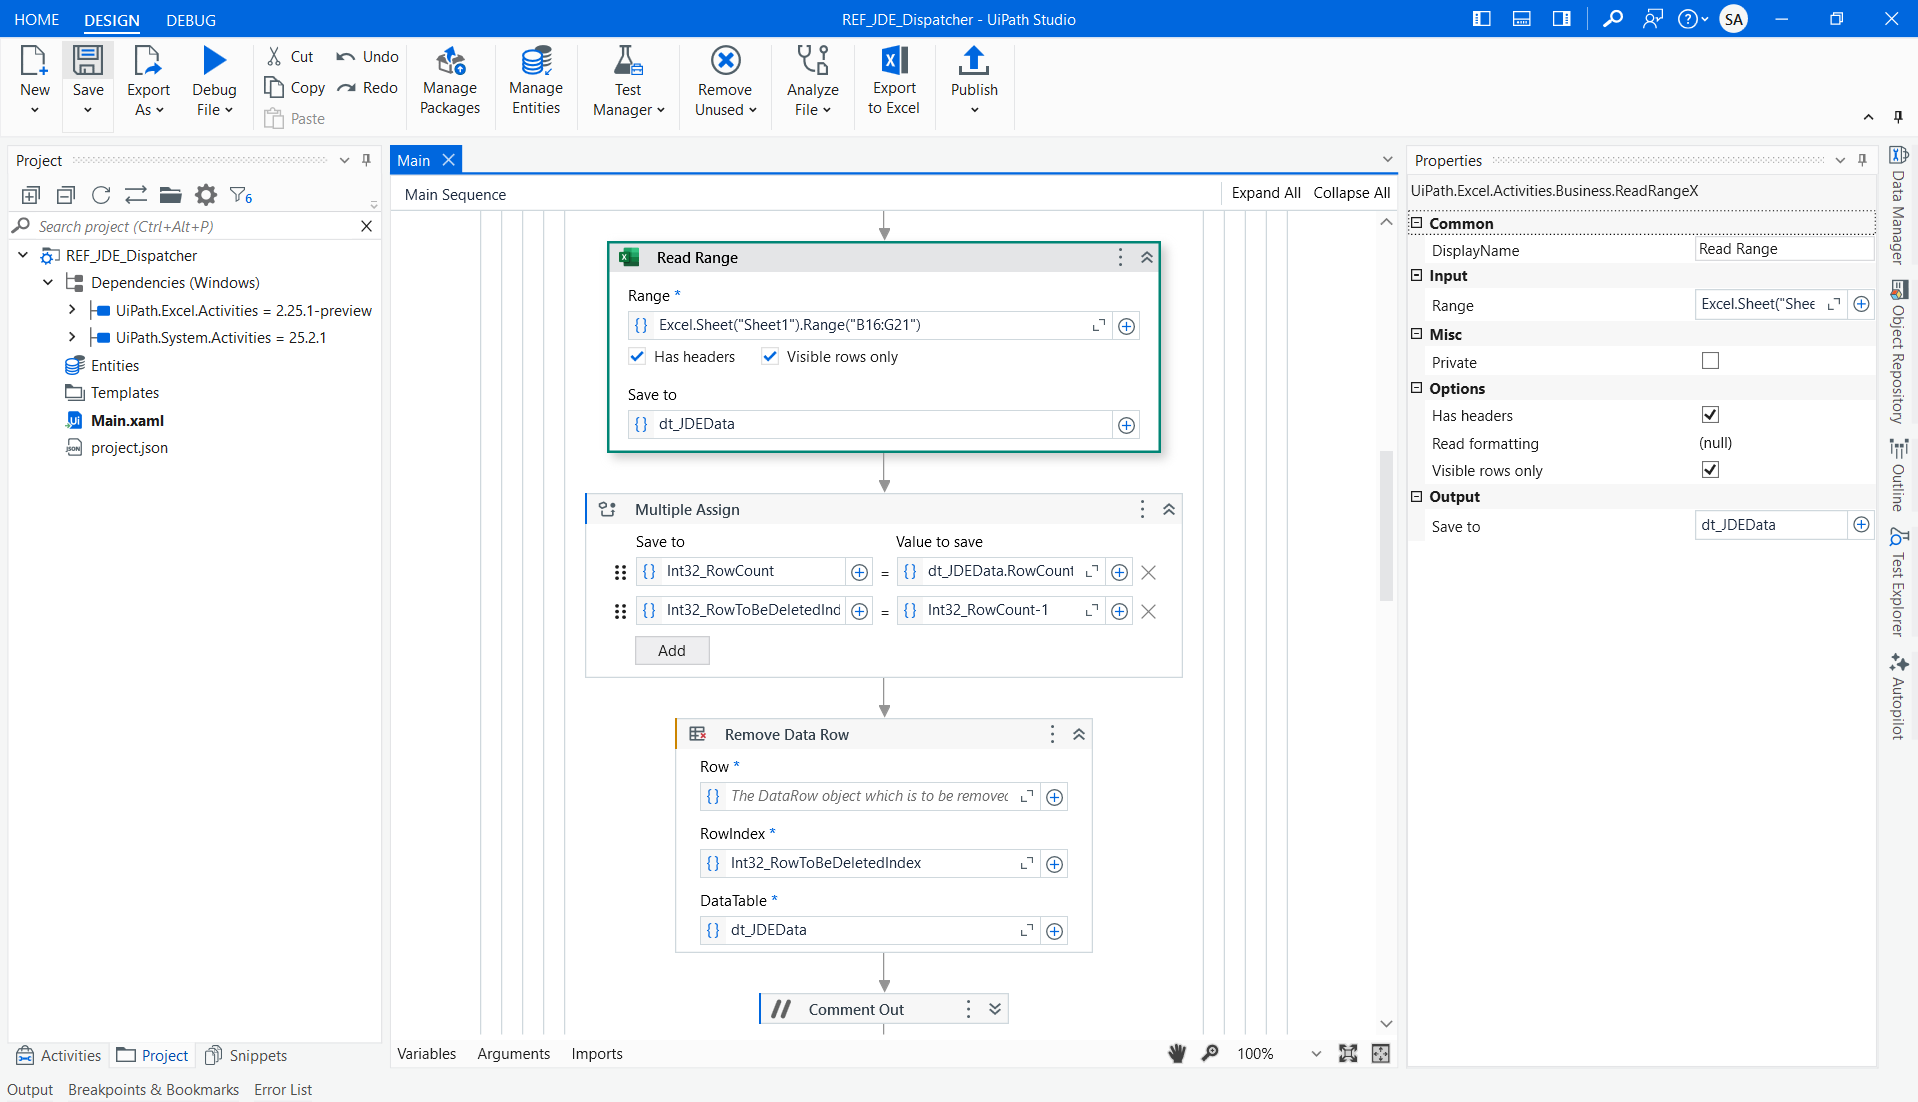 HOME DESIGN DEBUG
REF_JDE_Dispatcher - UiPath Studio
SA
New
Save
Export As
Debug File
Cut
Copy
Paste
Undo
Redo
Manage Packages
Manage Entities
Test Manager
Remove Unused
Analyze File
Export to Excel
Publish
Project
6
Search project (Ctrl+Alt+P)
REF_JDE_Dispatcher
Dependencies (Windows)
UiPath.Excel.Activities = 2.25.1-preview
UiPath.System.Activities = 25.2.1
Entities
Templates
Main.xaml
JSON project.json
Activities Project Snippets
Main
Main Sequence
Expand All Collapse All
Read Range
Range *
{} Excel.Sheet("Sheet1").Range("B16:G21")
Has headers Visible rows only
Save to
{} dt_JDEData
Multiple Assign
Save to Value to save
{} Int32_RowCount = {} dt_JDEData.RowCount
{} Int32_RowToBeDeletedInd = {} Int32_RowCount-1
Add
Remove Data Row
Row *
{} The DataRow object which is to be removed
RowIndex *
{} Int32_RowToBeDeletedIndex
DataTable *
{} dt_JDEData
// Comment Out
Variables Arguments Imports
100%
Properties
UiPath.Excel.Activities.Business.ReadRangeX
Common
DisplayName Read Range
Input
Range Excel.Sheet("Shee
Misc
Private
Options
Has headers
Read formatting (null)
Visible rows only
Output
Save to dt_JDEData
Data Manager
Object Repository
Outline
Test Explorer
Autopilot
Output Breakpoints & Bookmarks Error List